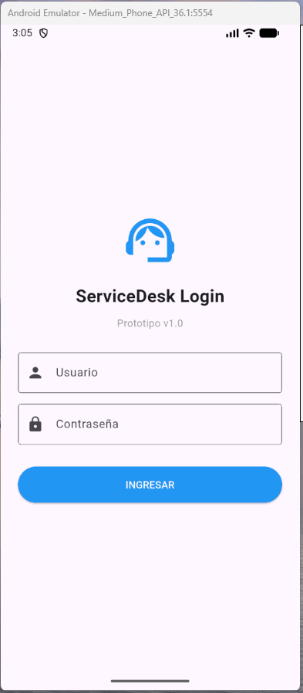 Android Emulator - Medium_Phone_API_36.1:5554
3:05
ServiceDesk Login
Prototipo v1.0
Usuario
Contraseña
INGRESAR